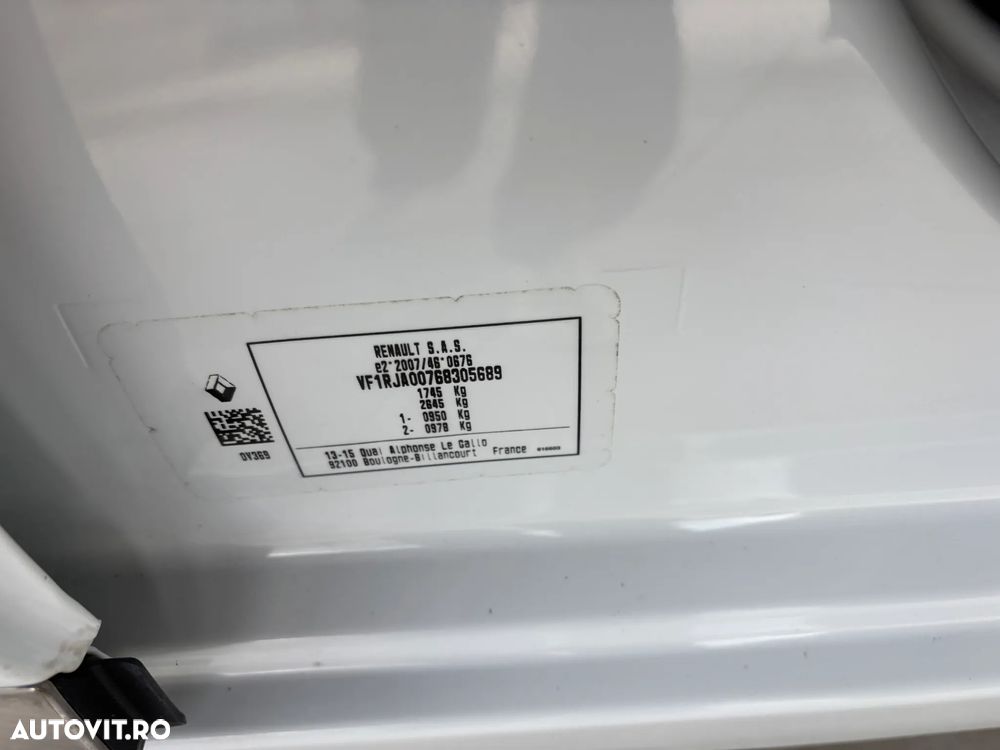 RENAULT S.A.S.
e2*2007/46*0676
VF1RJA00768305689
1745 Kg
2645 Kg
1- 0950 Kg
2- 0978 Kg
DV369
13-15 Quai Alphonse Le Gallo
92100 Boulogne-Billancourt France
AUTOVIT.RO